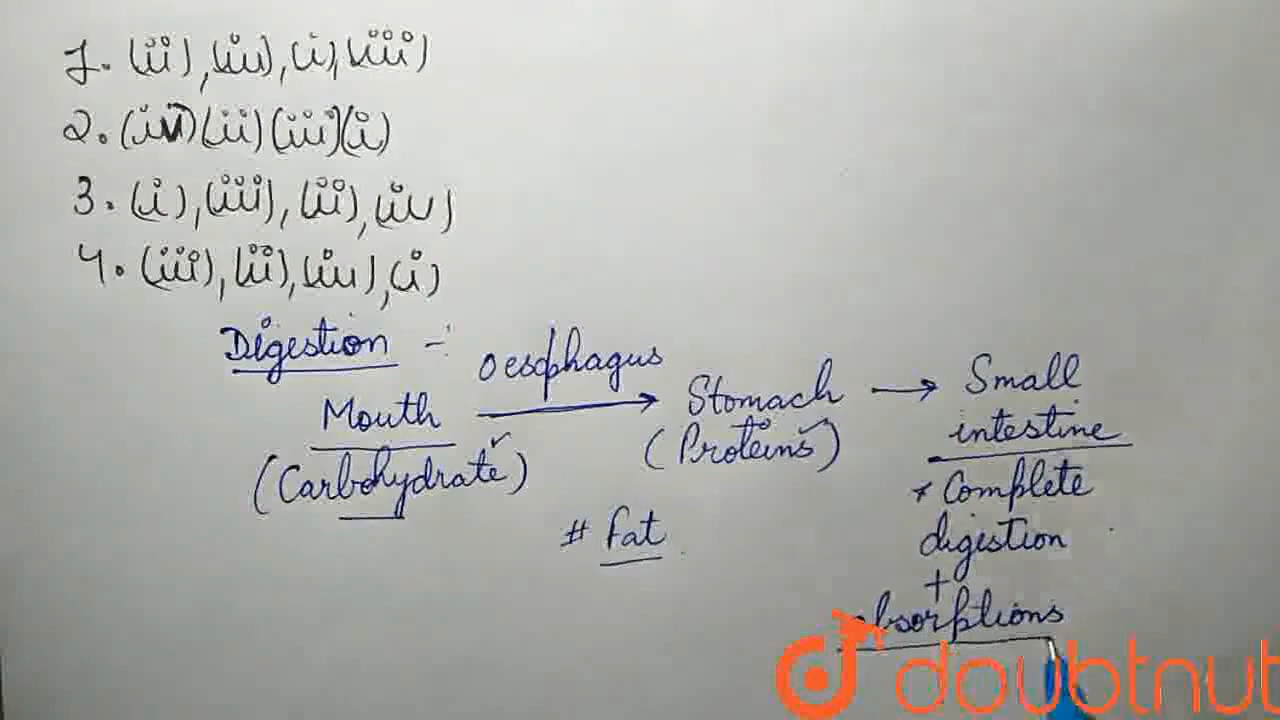 1. (ii), (iv), (i), (iii)
2. (iv) (ii) (iii) (i)
3. (i), (iii), (ii), (iv)
4. (iii), (ii), (iv), (i)
Digestion -:
Mouth oesophagus → Stomach → Small intestine
(Carbohydrate ✓) (Proteins ✓)
# fat
* Complete
digestion
+
absorptions
doubtnut